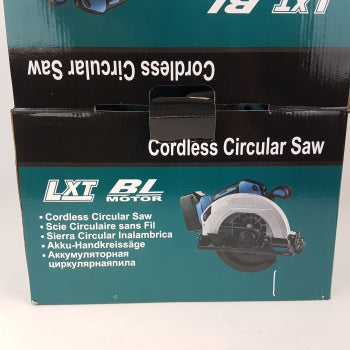 LXT BL
Cordless Circular Saw
Cordless Circular Saw
LXT BL
MOTOR
• Cordless Circular Saw
• Scie Circulaire sans Fil
• Sierra Circular Inalambrica
• Akku-Handkreissäge
• Аккумуляторная
циркулярнаяпила